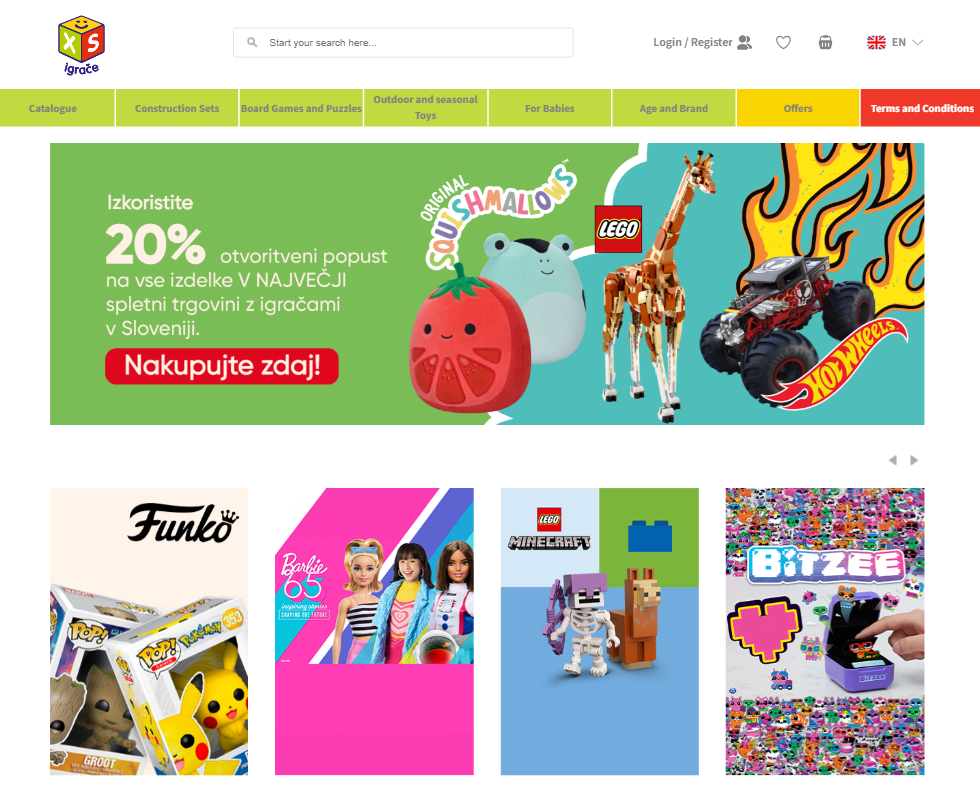 XS
igrače
Start your search here...
Login / Register
EN
Catalogue
Construction Sets
Board Games and Puzzles
Outdoor and seasonal
Toys
For Babies
Age and Brand
Offers
Terms and Conditions
Izkoristite
20% otvoritveni popust
na vse izdelke V NAJVEČJI
spletni trgovini z igračami
v Sloveniji.
Nakupujte zdaj!
ORIGINAL
SQUISHMALLOWS™
LEGO
HOT WHEELS
Funko
POP!
POP!
POKÉMON
353
GROOT
Barbie
65
inspiring stories
SHAPING THE FUTURE
LEGO
MINECRAFT
BITZEE
BITZEE